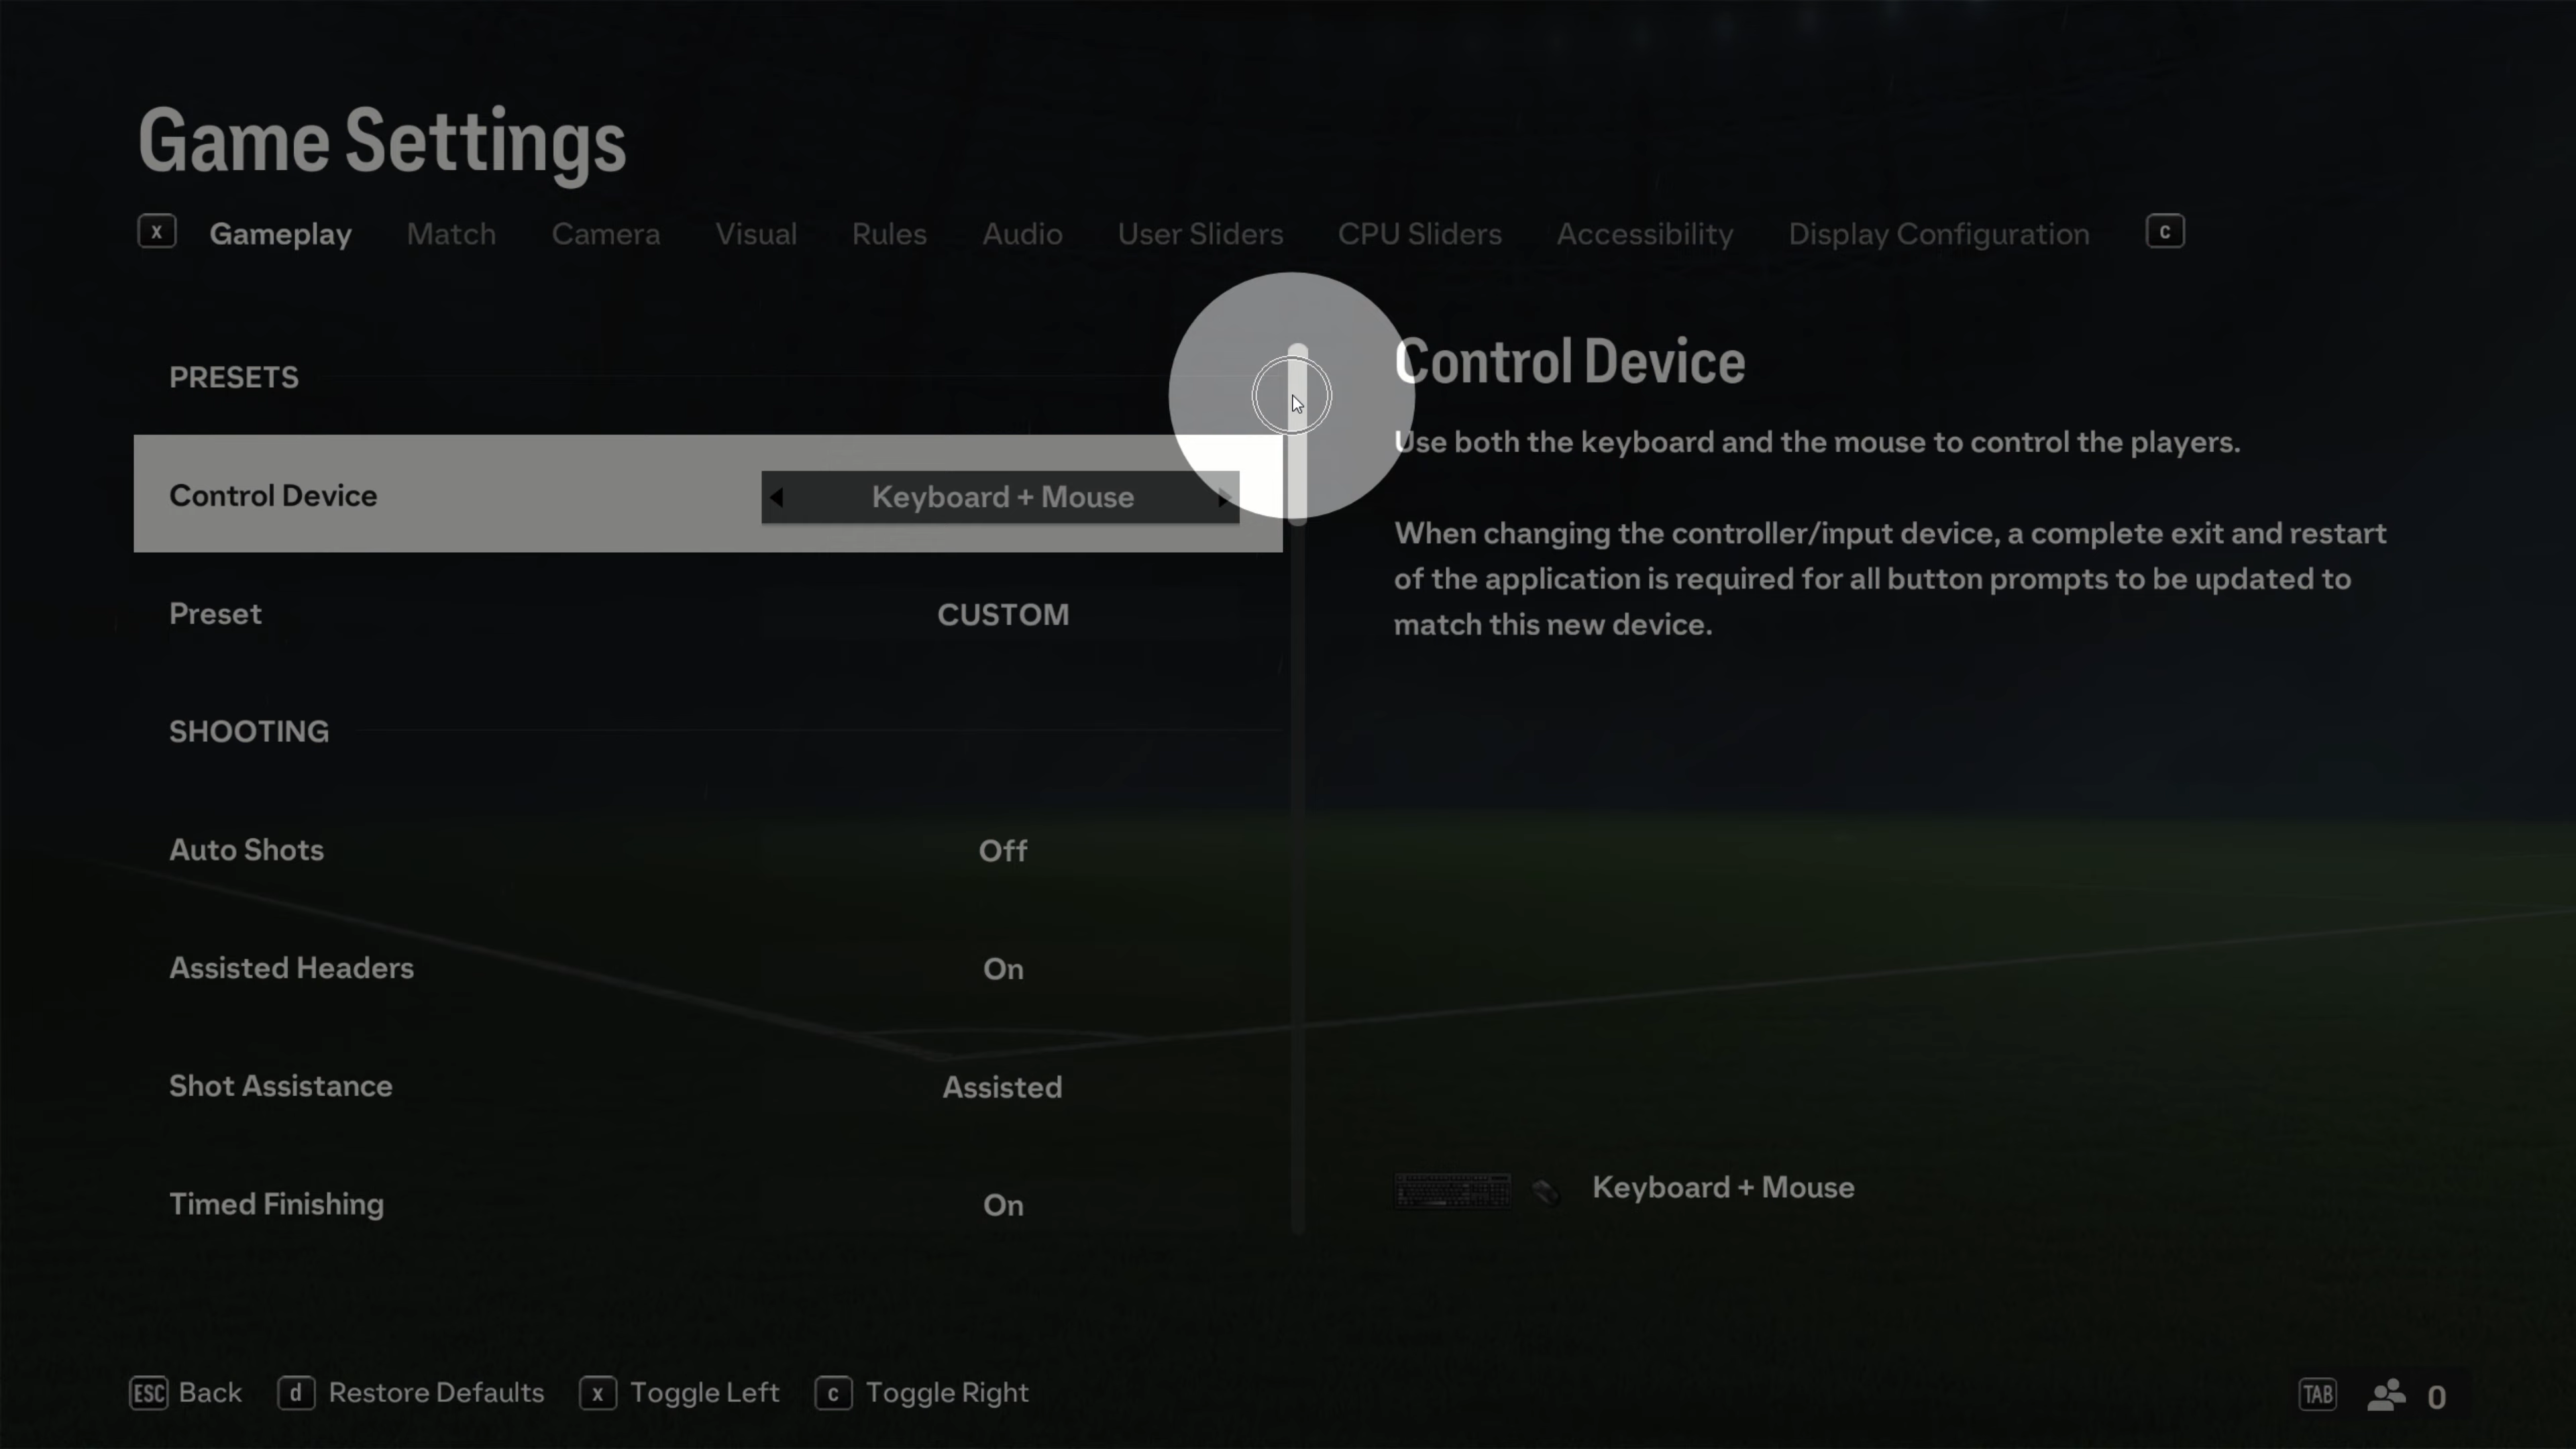 Game Settings
X Gameplay Match Camera Visual Rules Audio User Sliders CPU Sliders Accessibility Display Configuration C
PRESETS
Control Device Keyboard + Mouse
Preset CUSTOM
SHOOTING
Auto Shots Off
Assisted Headers On
Shot Assistance Assisted
Timed Finishing On
Control Device
Use both the keyboard and the mouse to control the players.
When changing the controller/input device, a complete exit and restart
of the application is required for all button prompts to be updated to
match this new device.
Keyboard + Mouse
ESC Back d Restore Defaults x Toggle Left c Toggle Right
TAB 0